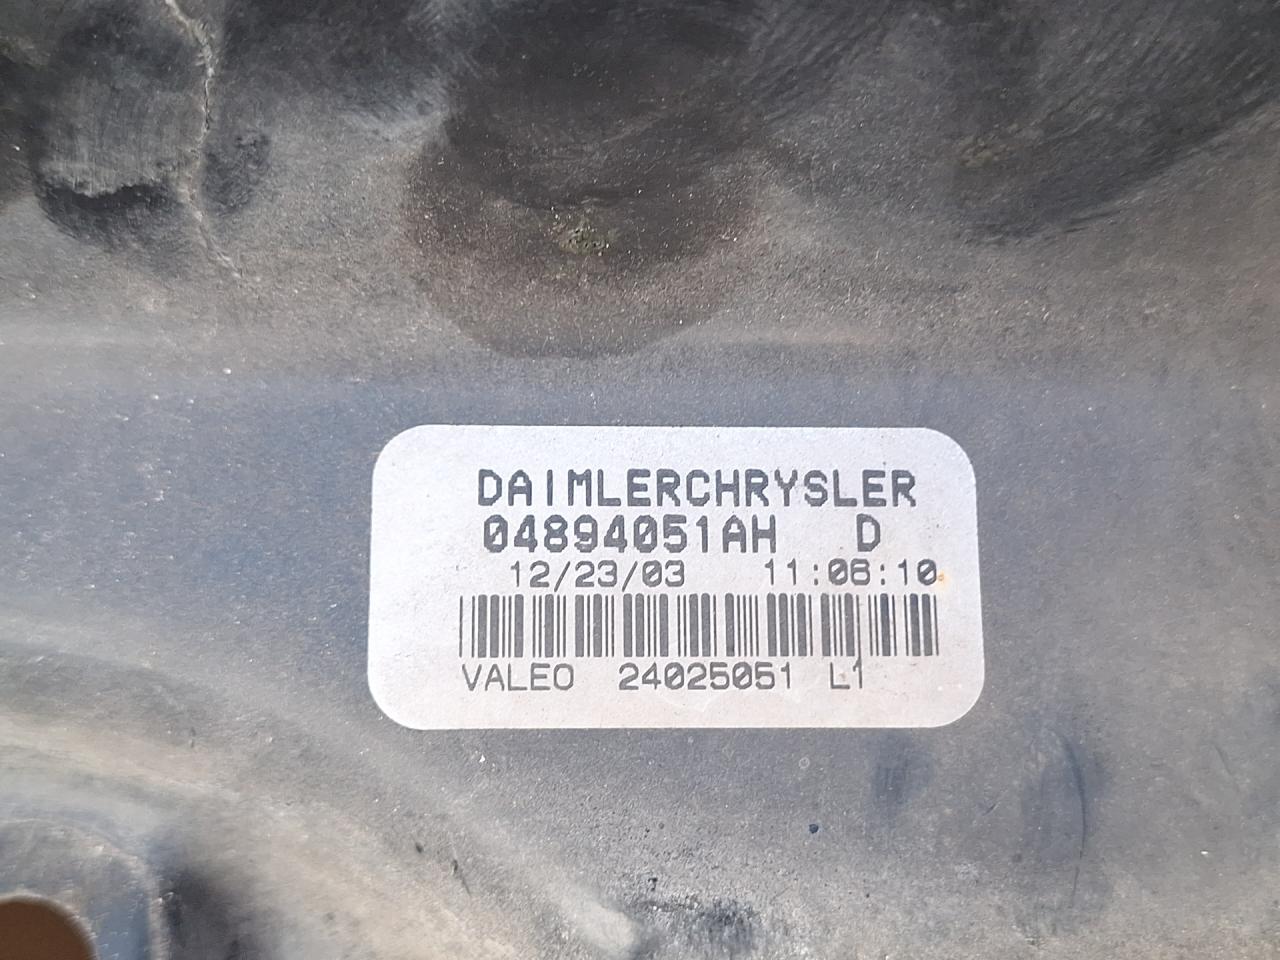 DAIMLERCHRYSLER
04894051AH D
12/23/03 11:06:10
VALEO 24025051 L1